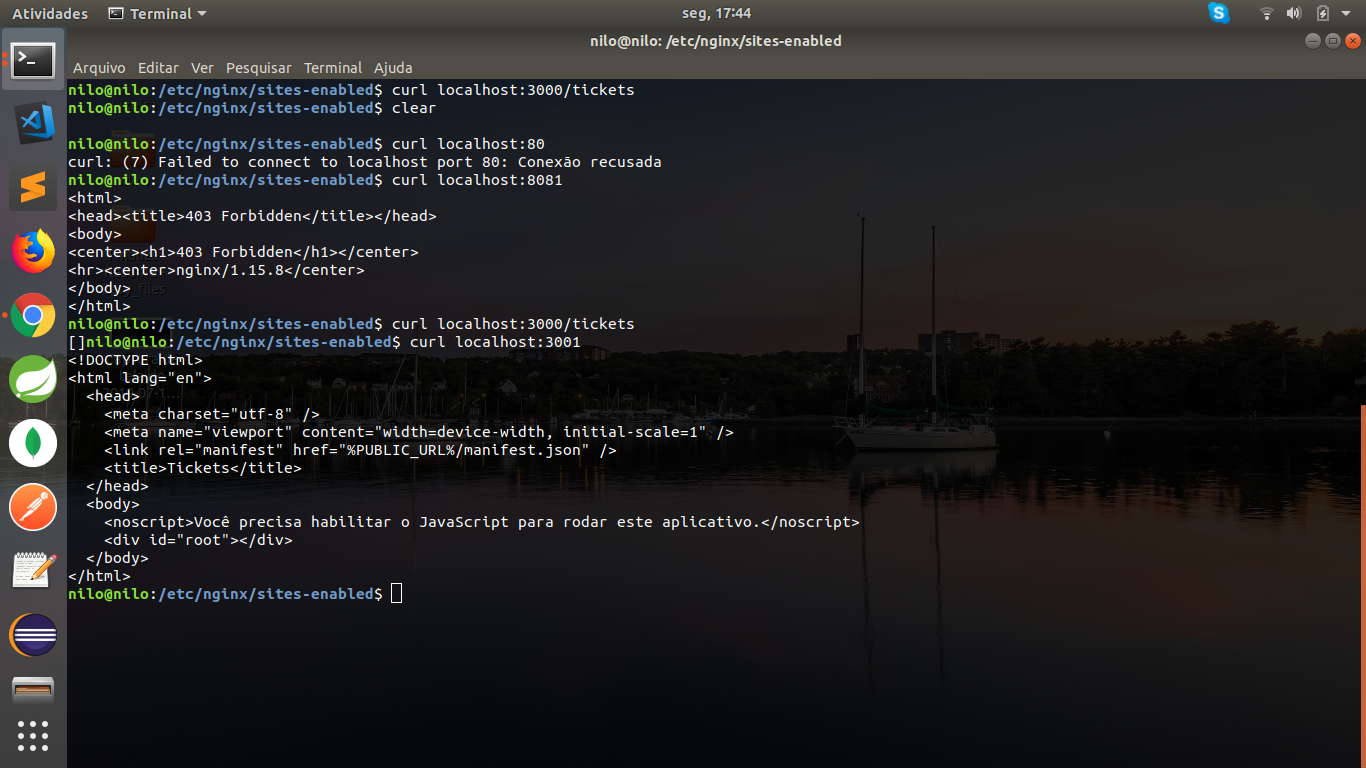 Atividades
Terminal
seg, 17:44
nilo@nilo: /etc/nginx/sites-enabled
Arquivo Editar Ver Pesquisar Terminal Ajuda
nilo@nilo:/etc/nginx/sites-enabled$ curl localhost:3000/tickets
nilo@nilo:/etc/nginx/sites-enabled$ clear
nilo@nilo:/etc/nginx/sites-enabled$ curl localhost:80
curl: (7) Failed to connect to localhost port 80: Conexão recusada
nilo@nilo:/etc/nginx/sites-enabled$ curl localhost:8081
<html>
<head><title>403 Forbidden</title></head>
<body>
<center><h1>403 Forbidden</h1></center>
<hr><center>nginx/1.15.8</center>
</body>
</html>
nilo@nilo:/etc/nginx/sites-enabled$ curl localhost:3000/tickets
[]nilo@nilo:/etc/nginx/sites-enabled$ curl localhost:3001
<!DOCTYPE html>
<html lang="en">
  <head>
    <meta charset="utf-8" />
    <meta name="viewport" content="width=device-width, initial-scale=1" />
    <link rel="manifest" href="%PUBLIC_URL%/manifest.json" />
    <title>Tickets</title>
  </head>
  <body>
    <noscript>Você precisa habilitar o JavaScript para rodar este aplicativo.</noscript>
    <div id="root"></div>
  </body>
</html>
nilo@nilo:/etc/nginx/sites-enabled$